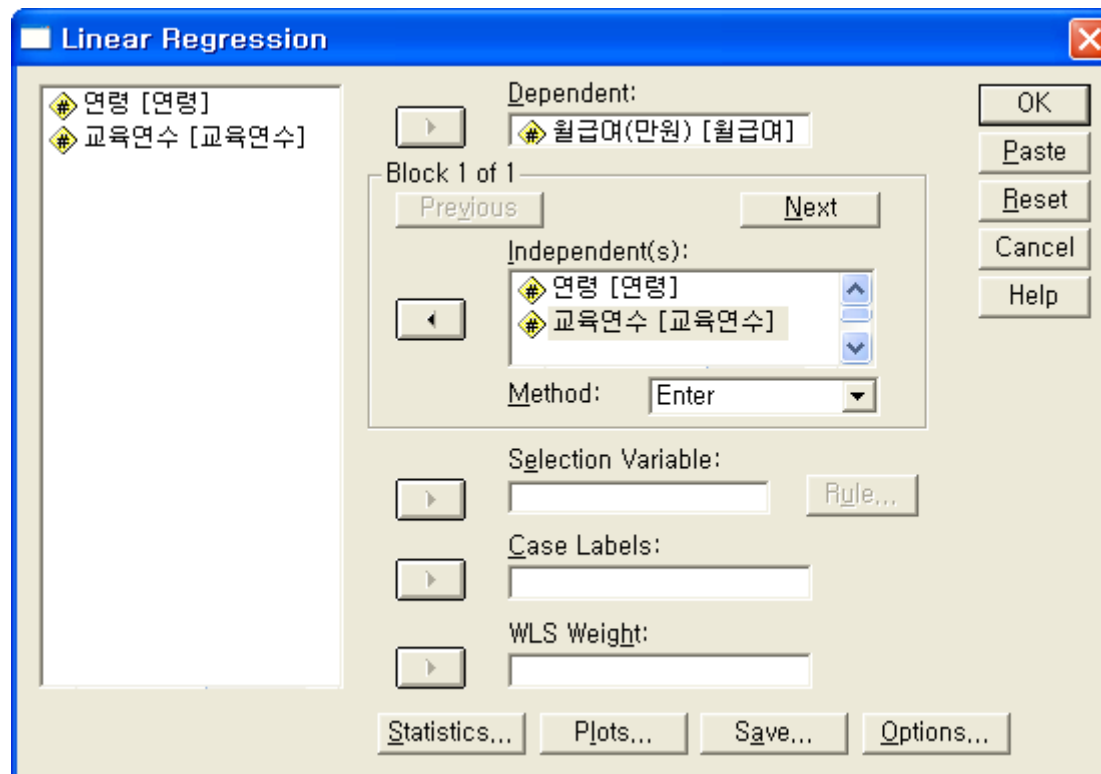 Linear Regression
연령 [연령]
교육연수 [교육연수]
Dependent:
월급여(만원) [월급여]
Block 1 of 1
Previous
Next
Independent(s):
연령 [연령]
교육연수 [교육연수]
Method:
Enter
Selection Variable:
Rule...
Case Labels:
WLS Weight:
Statistics...
Plots...
Save...
Options...
OK
Paste
Reset
Cancel
Help